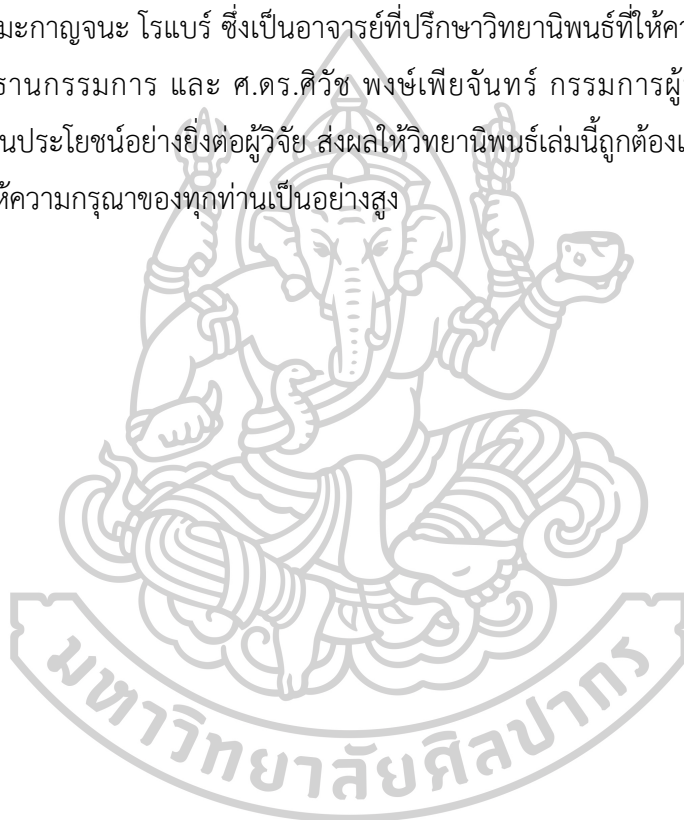 มะกาญจนะ โรแบร์ ซึ่งเป็นอาจารย์ที่ปรึกษาวิทยานิพนธ์ที่ให้คา
ธานกรรมการ และ ศ.ดร.ศิวัช พงษ์เพียจันทร์ กรรมการผู้
นประโยชน์อย่างยิ่งต่อผู้วิจัย ส่งผลให้วิทยานิพนธ์เล่มนี้ถูกต้องแ
ห้ความกรุณาของทุกท่านเป็นอย่างสูง
มหาวิทยาลัยศิลปากร